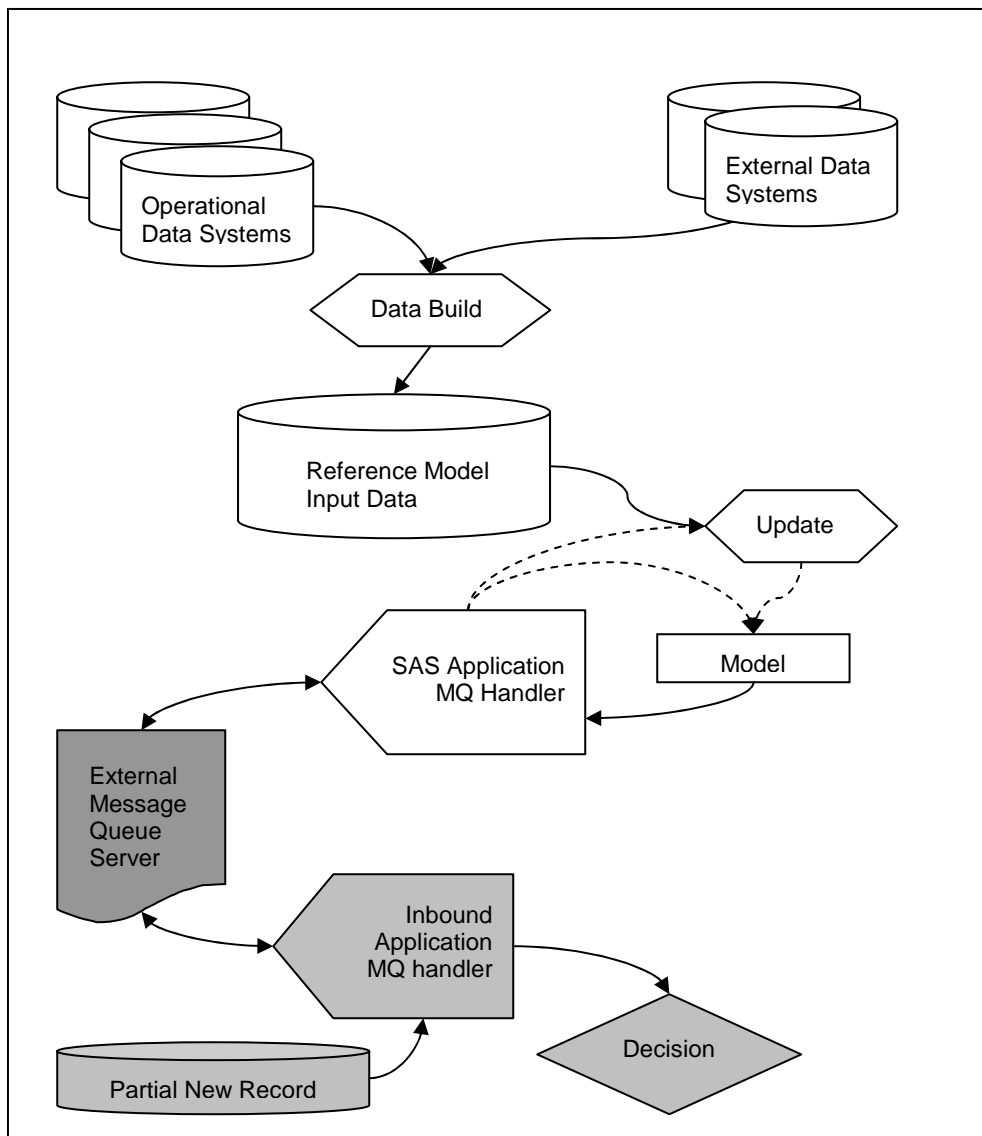 Operational
Data Systems
External Data
Systems
Data Build
Reference Model
Input Data
Update
SAS Application
MQ Handler
Model
External
Message
Queue
Server
Inbound
Application
MQ handler
Decision
Partial New Record